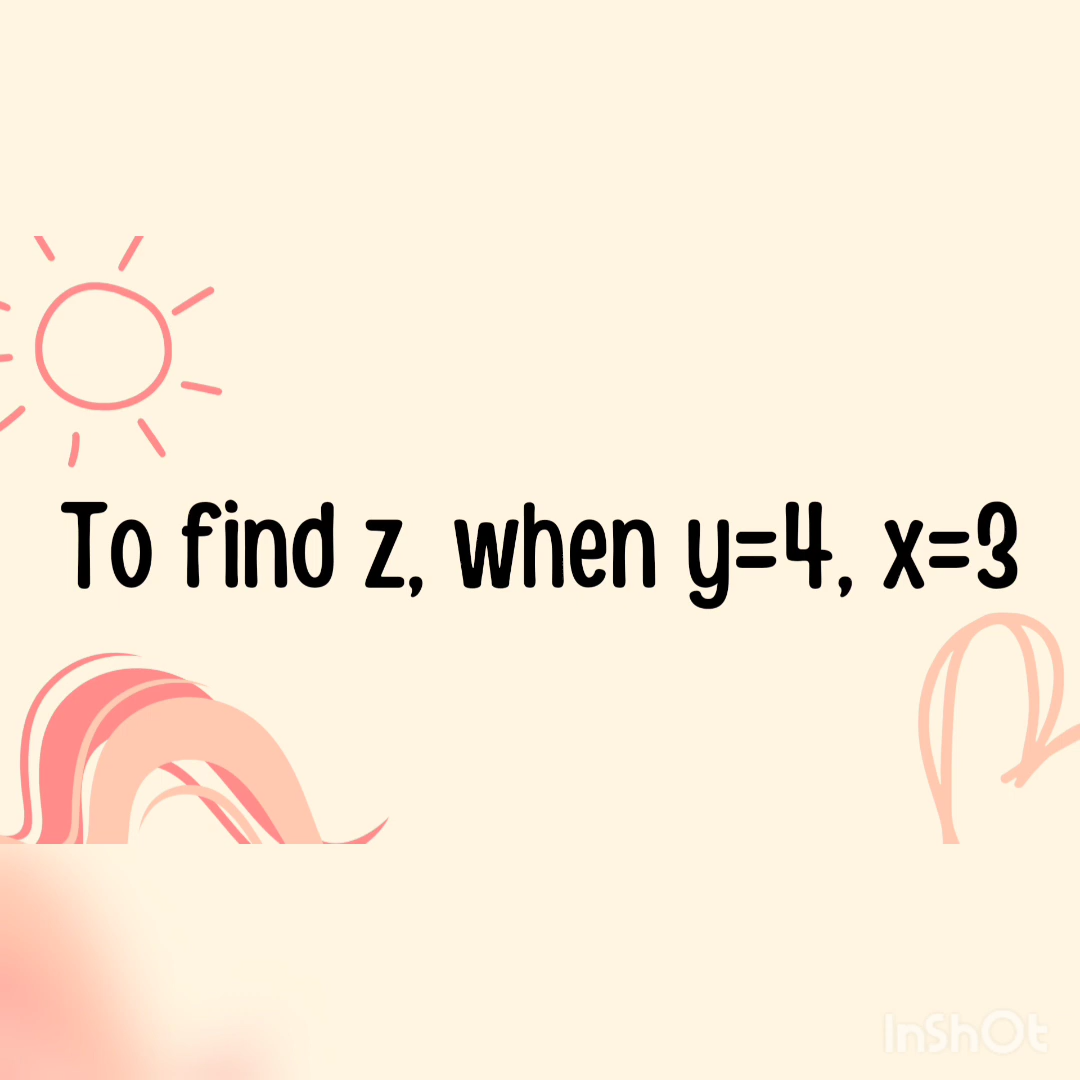 To find z, when y=4, x=3
InShOt